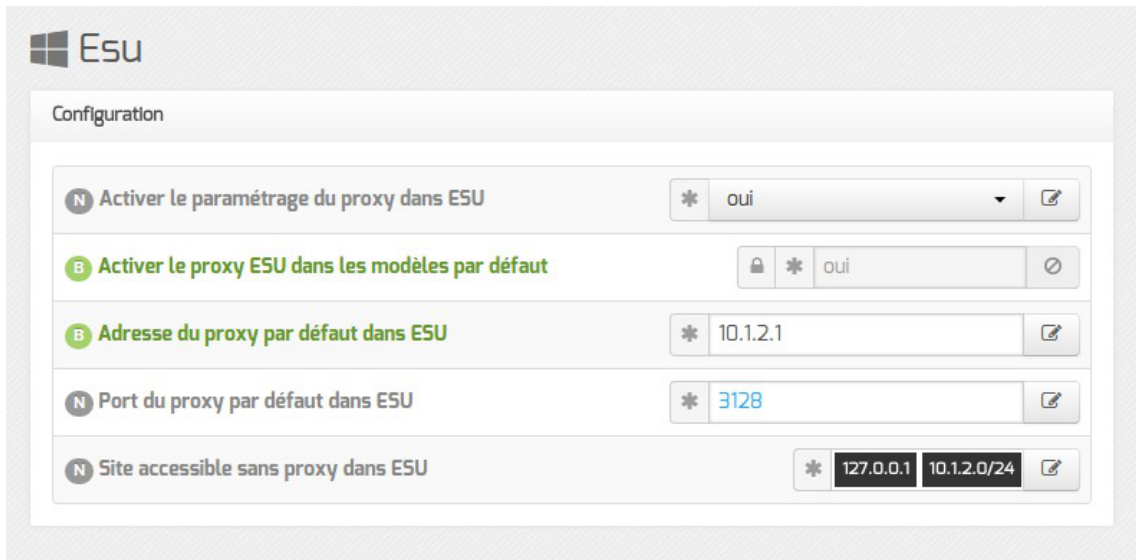 Esu
Configuration
N Activer le paramétrage du proxy dans ESU * oui
B Activer le proxy ESU dans les modèles par défaut * oui
B Adresse du proxy par défaut dans ESU * 10.1.2.1
N Port du proxy par défaut dans ESU * 3128
N Site accessible sans proxy dans ESU * 127.0.0.1 10.1.2.0/24